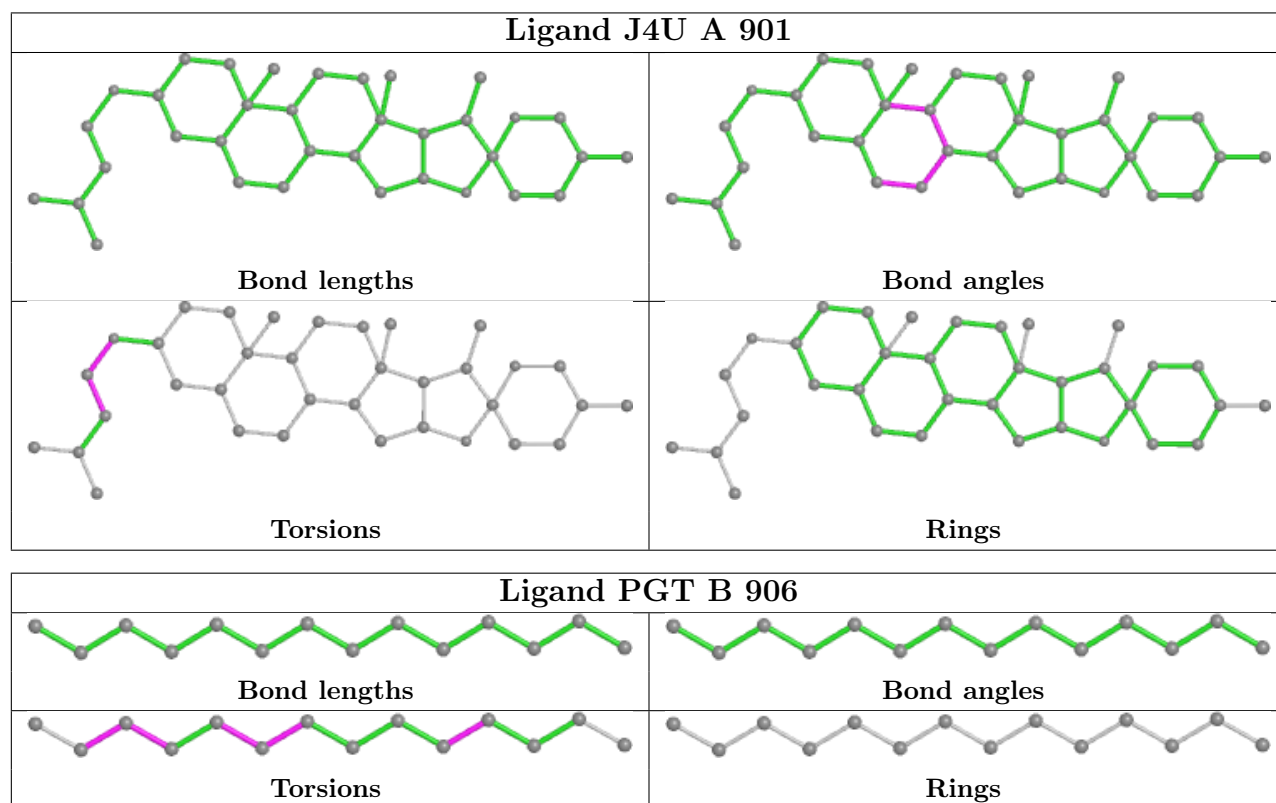 Ligand J4U A 901
Bond lengths
Bond angles
Torsions
Rings
Ligand PGT B 906
Bond lengths
Bond angles
Torsions
Rings